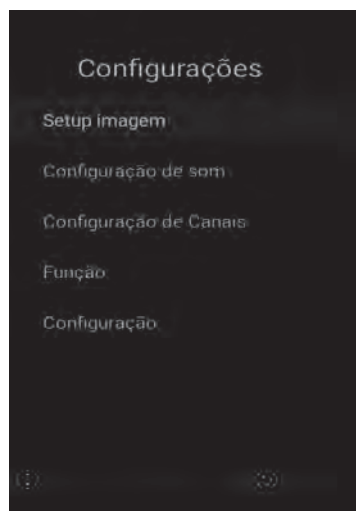 Configurações
Setup imagem
Configuração de som
Configuração de Canais
Função
Configuração